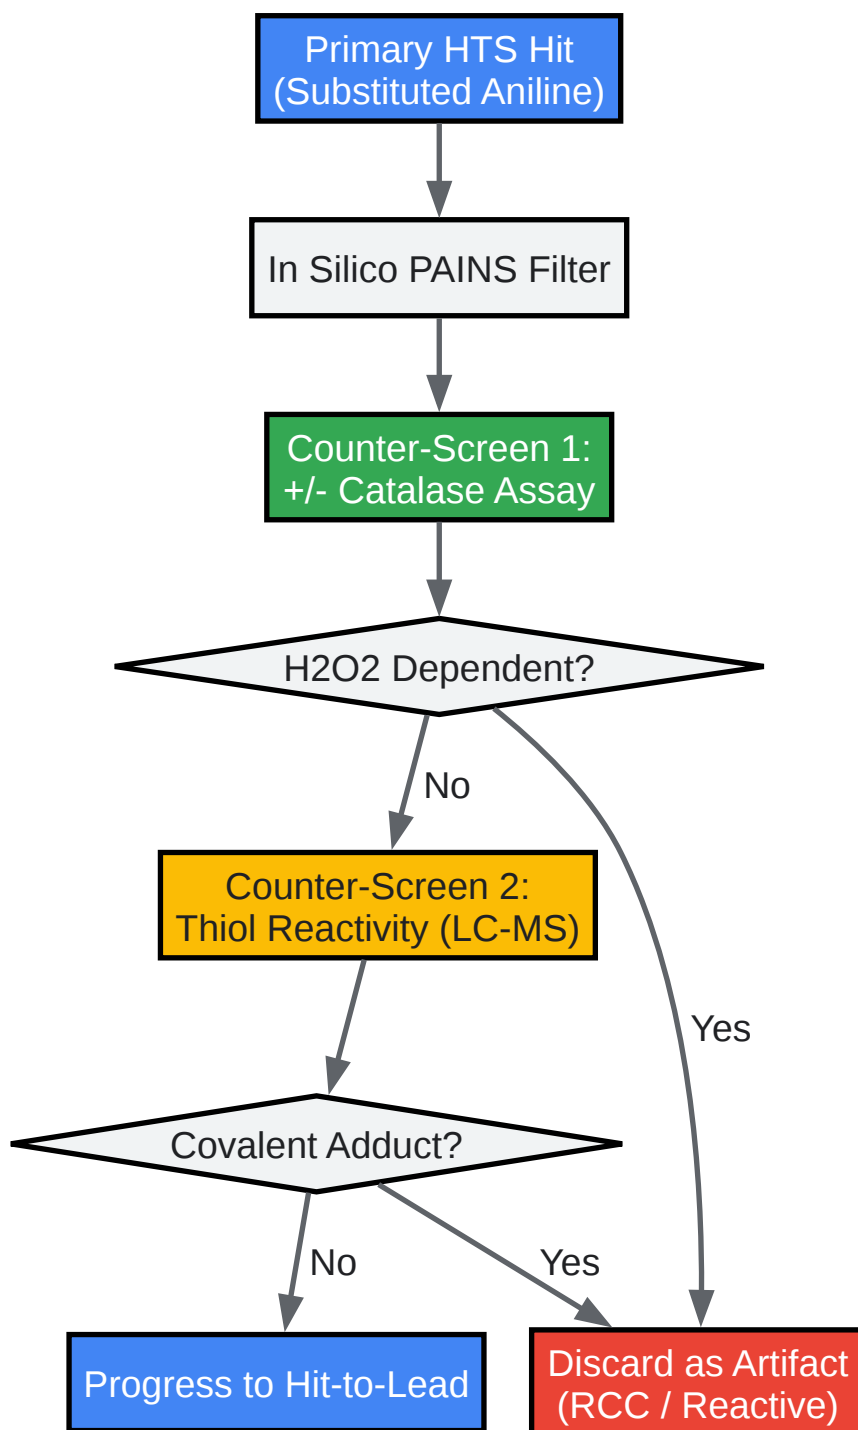 Primary HTS Hit
(Substituted Aniline)
In Silico PAINS Filter
Counter-Screen 1:
+/- Catalase Assay
H2O2 Dependent?
No
Counter-Screen 2:
Thiol Reactivity (LC-MS)
Yes
Covalent Adduct?
No
Yes
Progress to Hit-to-Lead
Discard as Artifact
(RCC / Reactive)